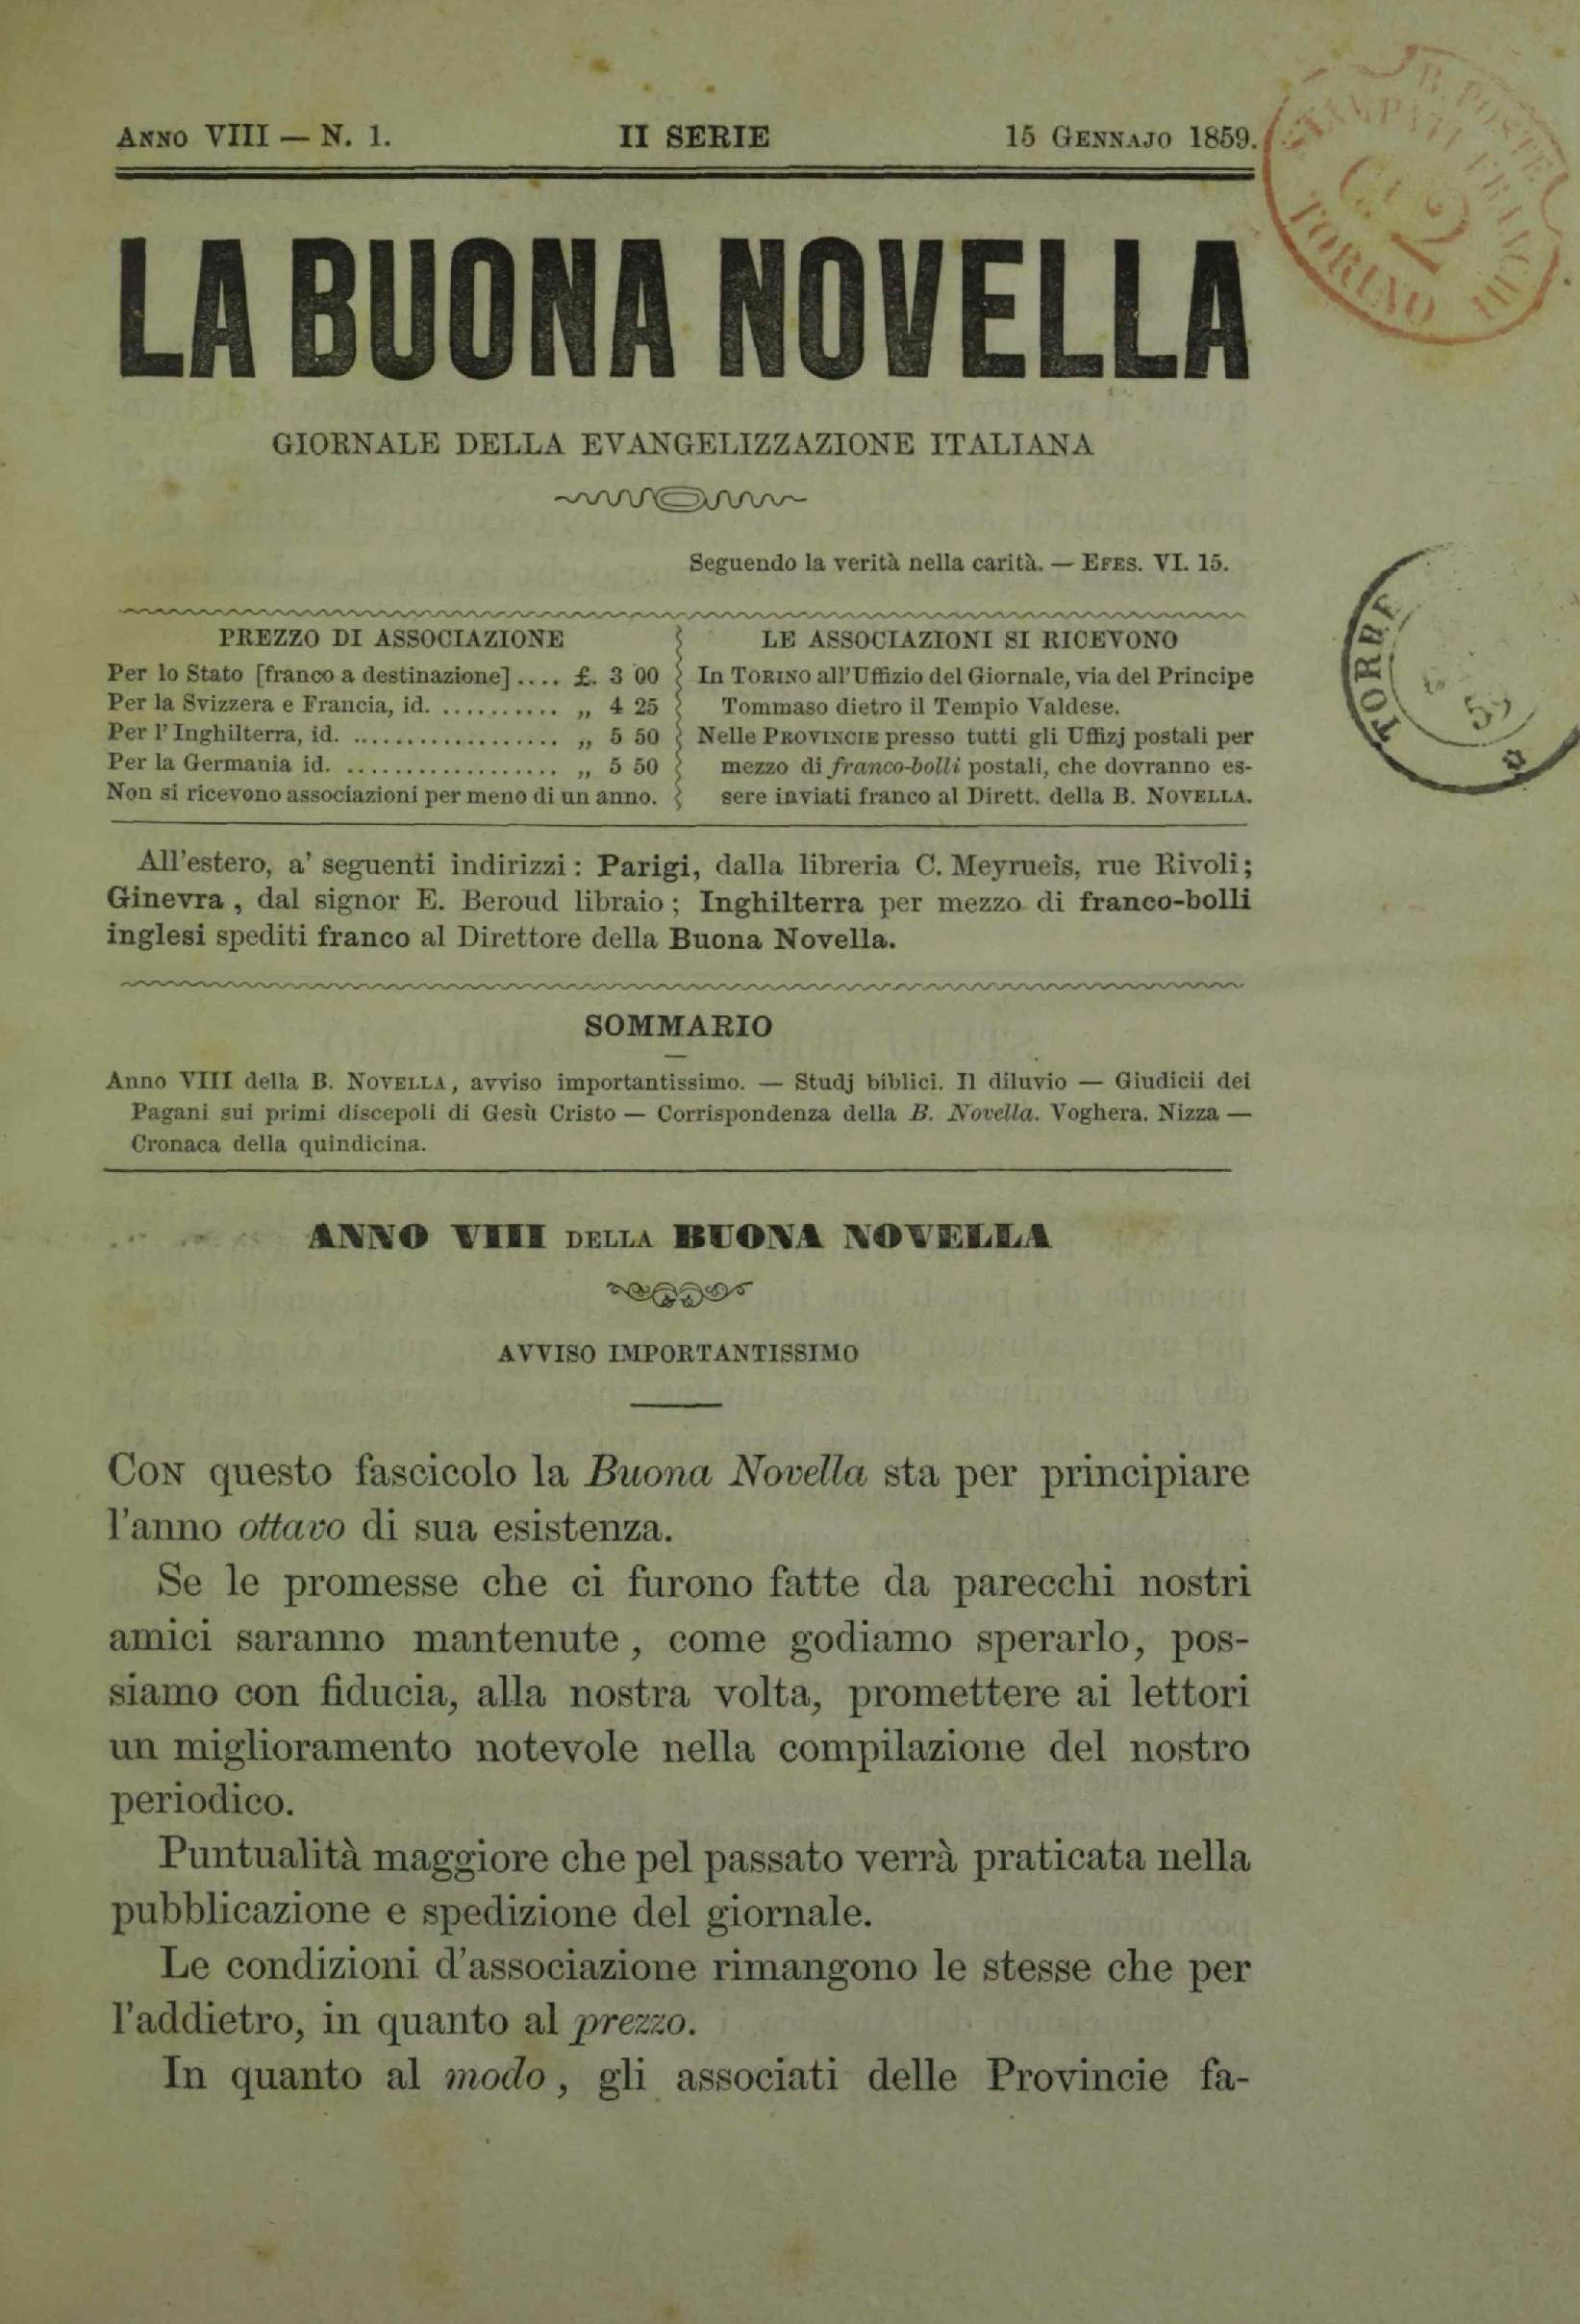 Anno VIII — N. 1. II SERIE 15 Gennajo 1859.
LA BUONA NOVELLA
GIORNALE DELLA EVANGELIZZAZIONE ITALIANA
Seguendo la verità nella carità. — Efes. VI. 15.
PREZZO DI ASSOCIAZIONE
Per lo Stato [franco a destinazione] .... £. 3 00
Per la Svizzera e Francia, id. .......... „ 4 25
Per l'Inghilterra, id. .................. „ 5 50
Per la Germania id. .................. „ 5 50
Non si ricevono associazioni per meno di un anno.
LE ASSOCIAZIONI SI RICEVONO
In Torino all'Uffizio del Giornale, via del Principe
Tommaso dietro il Tempio Valdese.
Nelle Provincie presso tutti gli Uffizj postali per
mezzo di franco-bolli postali, che dovranno es-
sere inviati franco al Dirett. della B. Novella.
All'estero, a' seguenti indirizzi : Parigi, dalla libreria C. Meyrueis, rue Rivoli ;
Ginevra , dal signor E. Beroud libraio ; Inghilterra per mezzo di franco-bolli
inglesi spediti franco al Direttore della Buona Novella.
SOMMARIO
Anno VIII della B. Novella, avviso importantissimo. — Studj biblici. Il diluvio — Giudicii dei
Pagani sui primi discepoli di Gesù Cristo — Corrispondenza della B. Novella. Voghera. Nizza —
Cronaca della quindicina.
ANNO VIII DELLA BUONA NOVELLA
AVVISO IMPORTANTISSIMO
Con questo fascicolo la Buona Novella sta per principiare
l'anno ottavo di sua esistenza.
Se le promesse che ci furono fatte da parecchi nostri
amici saranno mantenute , come godiamo sperarlo, pos-
siamo con fiducia, alla nostra volta, promettere ai lettori
un miglioramento notevole nella compilazione del nostro
periodico.
Puntualità maggiore che pel passato verrà praticata nella
pubblicazione e spedizione del giornale.
Le condizioni d'associazione rimangono le stesse che per
l'addietro, in quanto al prezzo.
In quanto al modo , gli associati delle Provincie fa-
R. POSTE
STAMPATI FRANCHI
C. 2
TORINO
TORRE
59